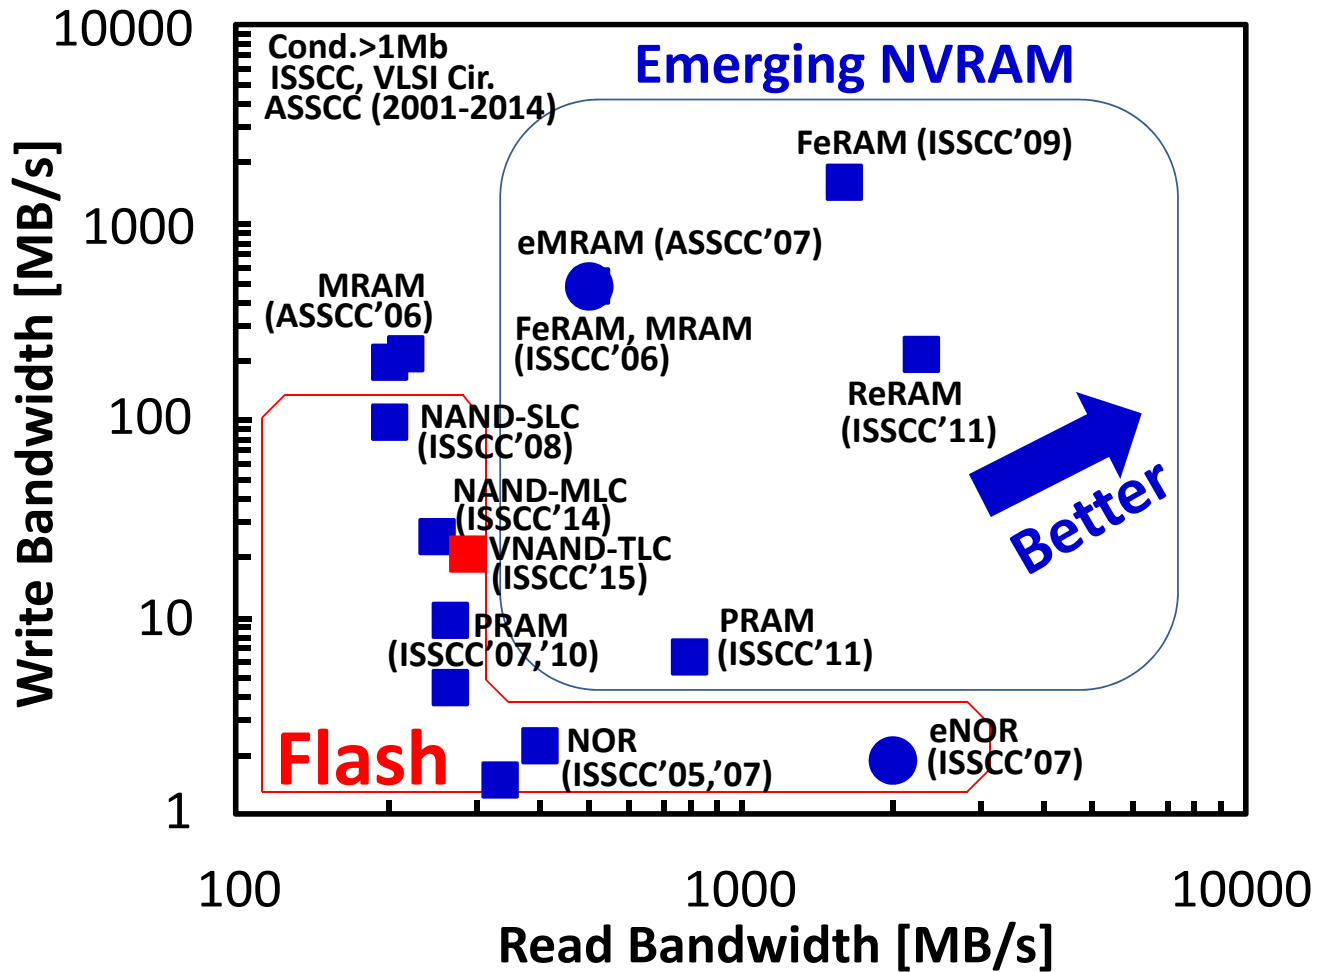 10000
Cond.>1Mb
ISSCC, VLSI Cir.
ASSCC (2001-2014)
Emerging NVRAM
FeRAM (ISSCC’09)
1000
eMRAM (ASSCC’07)
MRAM
(ASSCC’06)
FeRAM, MRAM
(ISSCC’06)
ReRAM
(ISSCC’11)
100
NAND-SLC
(ISSCC’08)
Better
NAND-MLC
(ISSCC’14)
VNAND-TLC
(ISSCC’15)
10
PRAM
(ISSCC’07,’10)
PRAM
(ISSCC’11)
Flash
NOR
(ISSCC’05,’07)
eNOR
(ISSCC’07)
1
100
1000
10000
Read Bandwidth [MB/s]
Write Bandwidth [MB/s]